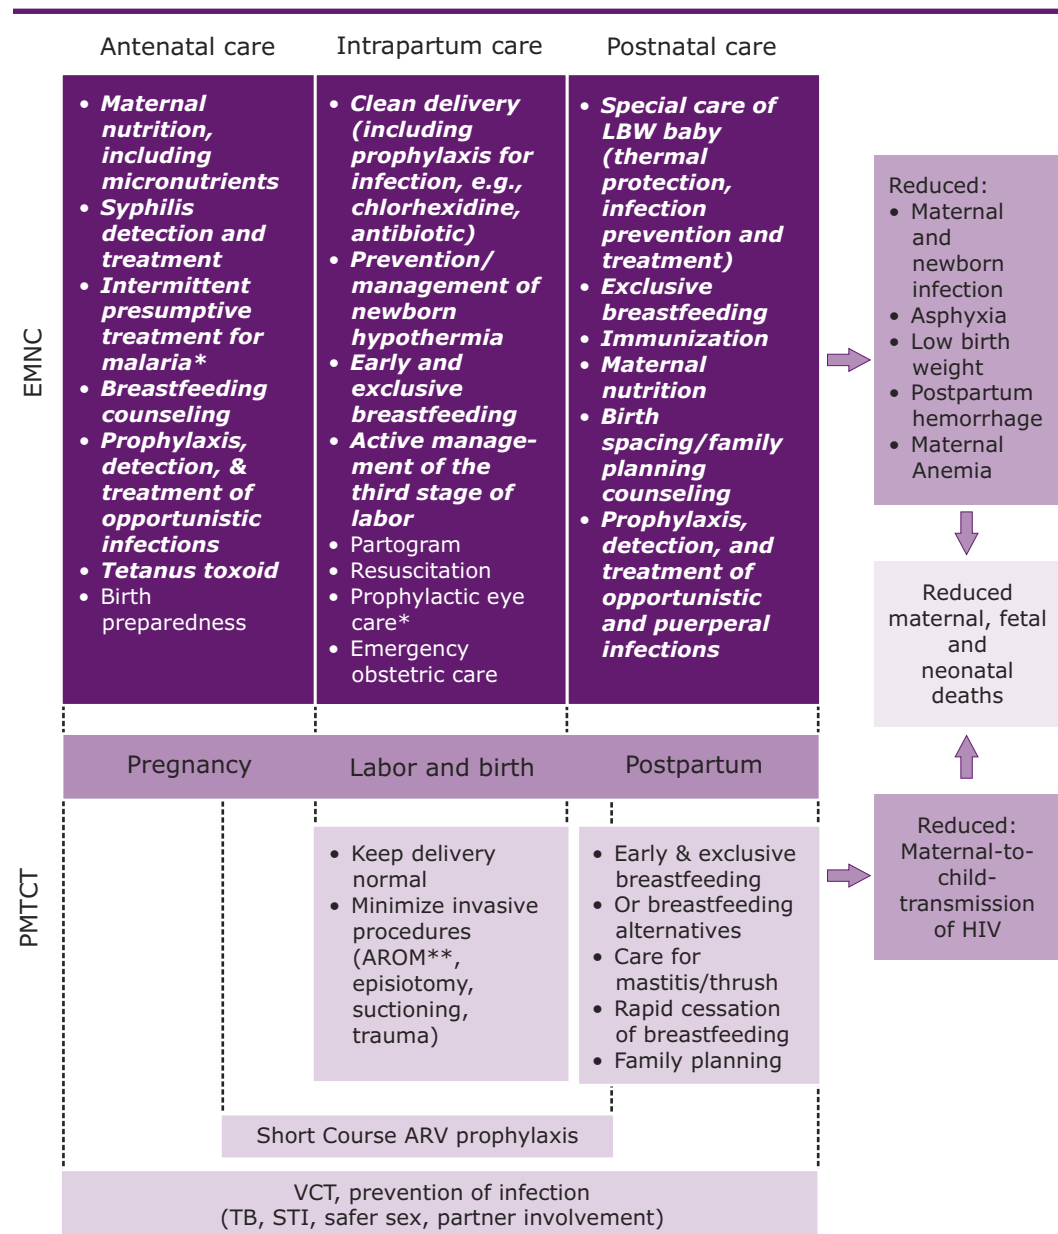 Antenatal care
Intrapartum care
Postnatal care
EMNC
• Maternal
nutrition,
including
micronutrients
• Syphilis
detection and
treatment
• Intermittent
presumptive
treatment for
malaria*
• Breastfeeding
counseling
• Prophylaxis,
detection, &
treatment of
opportunistic
infections
• Tetanus toxoid
• Birth
preparedness
• Clean delivery
(including
prophylaxis for
infection, e.g.,
chlorhexidine,
antibiotic)
• Prevention/
management of
newborn
hypothermia
• Early and
exclusive
breastfeeding
• Active manage-
ment of the
third stage of
labor
• Partogram
• Resuscitation
• Prophylactic eye
care*
• Emergency
obstetric care
• Special care of
LBW baby
(thermal
protection,
infection
prevention and
treatment)
• Exclusive
breastfeeding
• Immunization
• Maternal
nutrition
• Birth
spacing/family
planning
counseling
• Prophylaxis,
detection, and
treatment of
opportunistic
and puerperal
infections
Reduced:
• Maternal
and
newborn
infection
• Asphyxia
• Low birth
weight
• Postpartum
hemorrhage
• Maternal
Anemia
Reduced
maternal, fetal
and
neonatal
deaths
Pregnancy
Labor and birth
Postpartum
PMTCT
• Keep delivery
normal
• Minimize invasive
procedures
(AROM**,
episiotomy,
suctioning,
trauma)
• Early & exclusive
breastfeeding
• Or breastfeeding
alternatives
• Care for
mastitis/thrush
• Rapid cessation
of breastfeeding
• Family planning
Reduced:
Maternal-to-
child-
transmission
of HIV
Short Course ARV prophylaxis
VCT, prevention of infection
(TB, STI, safer sex, partner involvement)